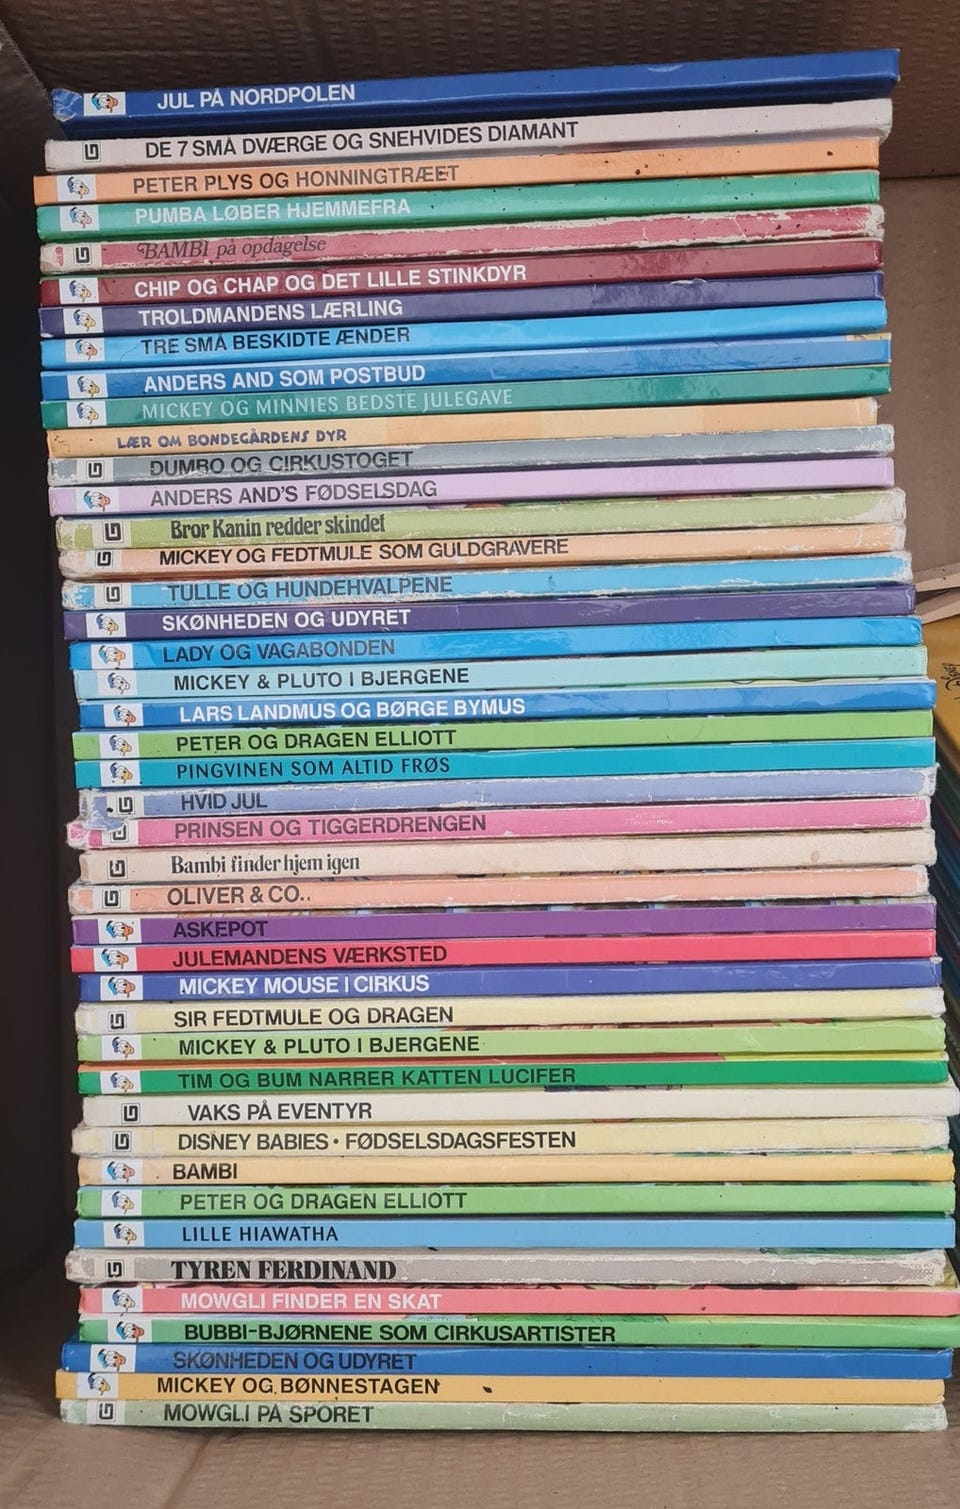 JUL PÅ NORDPOLEN
DE 7 SMÅ DVÆRGE OG SNEHVIDES DIAMANT
PETER PLYS OG HONNINGTRÆET
PUMBA LØBER HJEMMEFRA
BAMBI på opdagelse
CHIP OG CHAP OG DET LILLE STINKDYR
TROLDMANDENS LÆRLING
TRE SMÅ BESKIDTE ÆNDER
ANDERS AND SOM POSTBUD
MICKEY OG MINNIES BEDSTE JULEGAVE
LÆR OM BONDEGÅRDENS DYR
DUMBO OG CIRKUSTOGET
ANDERS AND'S FØDSELSDAG
Bror Kanin redder skindet
MICKEY OG FEDTMULE SOM GULDGRAVERE
TULLE OG HUNDEHVALPENE
SKØNHEDEN OG UDYRET
LADY OG VAGABONDEN
MICKEY & PLUTO I BJERGENE
LARS LANDMUS OG BØRGE BYMUS
PETER OG DRAGEN ELLIOTT
PINGVINEN SOM ALTID FRØS
HVID JUL
PRINSEN OG TIGGERDRENGEN
Bambi finder hjem igen
OLIVER & CO..
ASKEPOT
JULEMANDENS VÆRKSTED
MICKEY MOUSE I CIRKUS
SIR FEDTMULE OG DRAGEN
MICKEY & PLUTO I BJERGENE
TIM OG BUM NARRER KATTEN LUCIFER
VAKS PÅ EVENTYR
DISNEY BABIES • FØDSELSDAGSFESTEN
BAMBI
PETER OG DRAGEN ELLIOTT
LILLE HIAWATHA
TYREN FERDINAND
MOWGLI FINDER EN SKAT
BUBBI-BJØRNENE SOM CIRKUSARTISTER
SKØNHEDEN OG UDYRET
MICKEY OG BØNNESTAGEN
MOWGLI PÅ SPORET